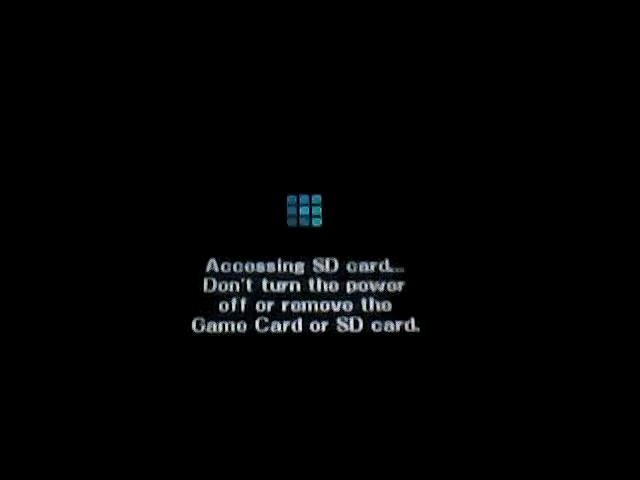 Accessing SD card...
Don't turn the power
off or remove the
Game Card or SD card.